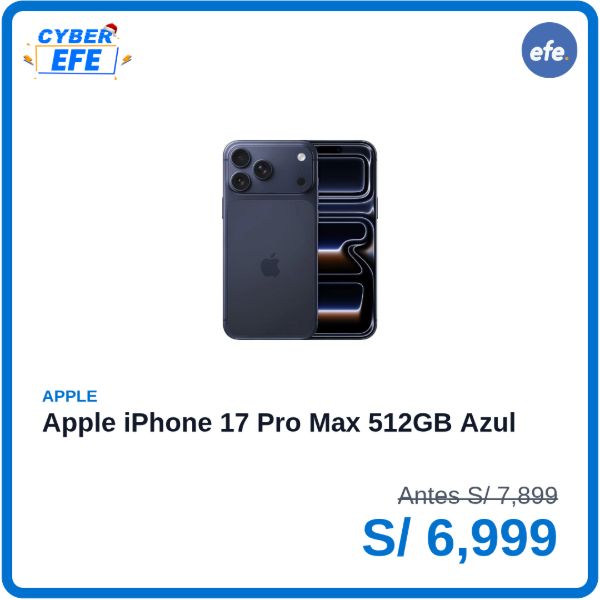 CYBER
EFE
efe.
APPLE
Apple iPhone 17 Pro Max 512GB Azul
Antes S/ 7,899
S/ 6,999